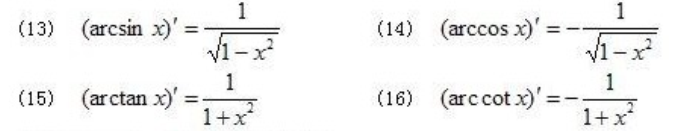 (13) (arcsin x)′ = 1/√(1 − x²) (14) (arccos x)′ = −1/√(1 − x²)
(15) (arctan x)′ = 1/(1 + x²) (16) (arc cot x)′ = −1/(1 + x²)